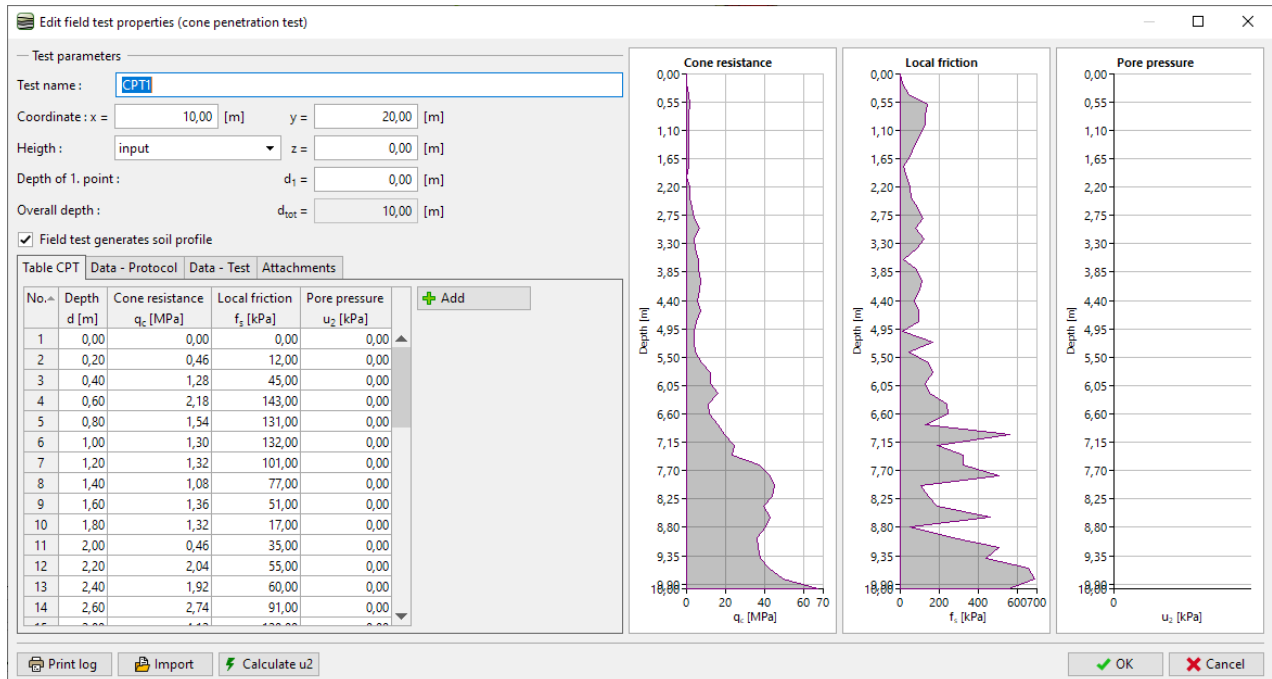 Edit field test properties (cone penetration test)
Test parameters
Test name : CPT1
Coordinate : x = 10,00 [m] y = 20,00 [m]
Heigth : input z = 0,00 [m]
Depth of 1. point : d1 = 0,00 [m]
Overall depth : dtot = 10,00 [m]
Field test generates soil profile
Table CPT Data - Protocol Data - Test Attachments
No. Depth Cone resistance Local friction Pore pressure
d [m] qc [MPa] fs [kPa] u2 [kPa]
1 0,00 0,00 0,00 0,00
2 0,20 0,46 12,00 0,00
3 0,40 1,28 45,00 0,00
4 0,60 2,18 143,00 0,00
5 0,80 1,54 131,00 0,00
6 1,00 1,30 132,00 0,00
7 1,20 1,32 101,00 0,00
8 1,40 1,08 77,00 0,00
9 1,60 1,36 51,00 0,00
10 1,80 1,32 17,00 0,00
11 2,00 0,46 35,00 0,00
12 2,20 2,04 55,00 0,00
13 2,40 1,92 60,00 0,00
14 2,60 2,74 91,00 0,00
Add
Cone resistance
0,00
0,55
1,10
1,65
2,20
2,75
3,30
3,85
4,40
4,95
5,50
6,05
6,60
7,15
7,70
8,25
8,80
9,35
Depth [m]
0 20 40 60 70
qc [MPa]
Local friction
0,00
0,55
1,10
1,65
2,20
2,75
3,30
3,85
4,40
4,95
5,50
6,05
6,60
7,15
7,70
8,25
8,80
9,35
Depth [m]
0 200 400 600 700
fs [kPa]
Pore pressure
0,00
0,55
1,10
1,65
2,20
2,75
3,30
3,85
4,40
4,95
5,50
6,05
6,60
7,15
7,70
8,25
8,80
9,35
Depth [m]
0
u2 [kPa]
Print log Import Calculate u2 OK Cancel